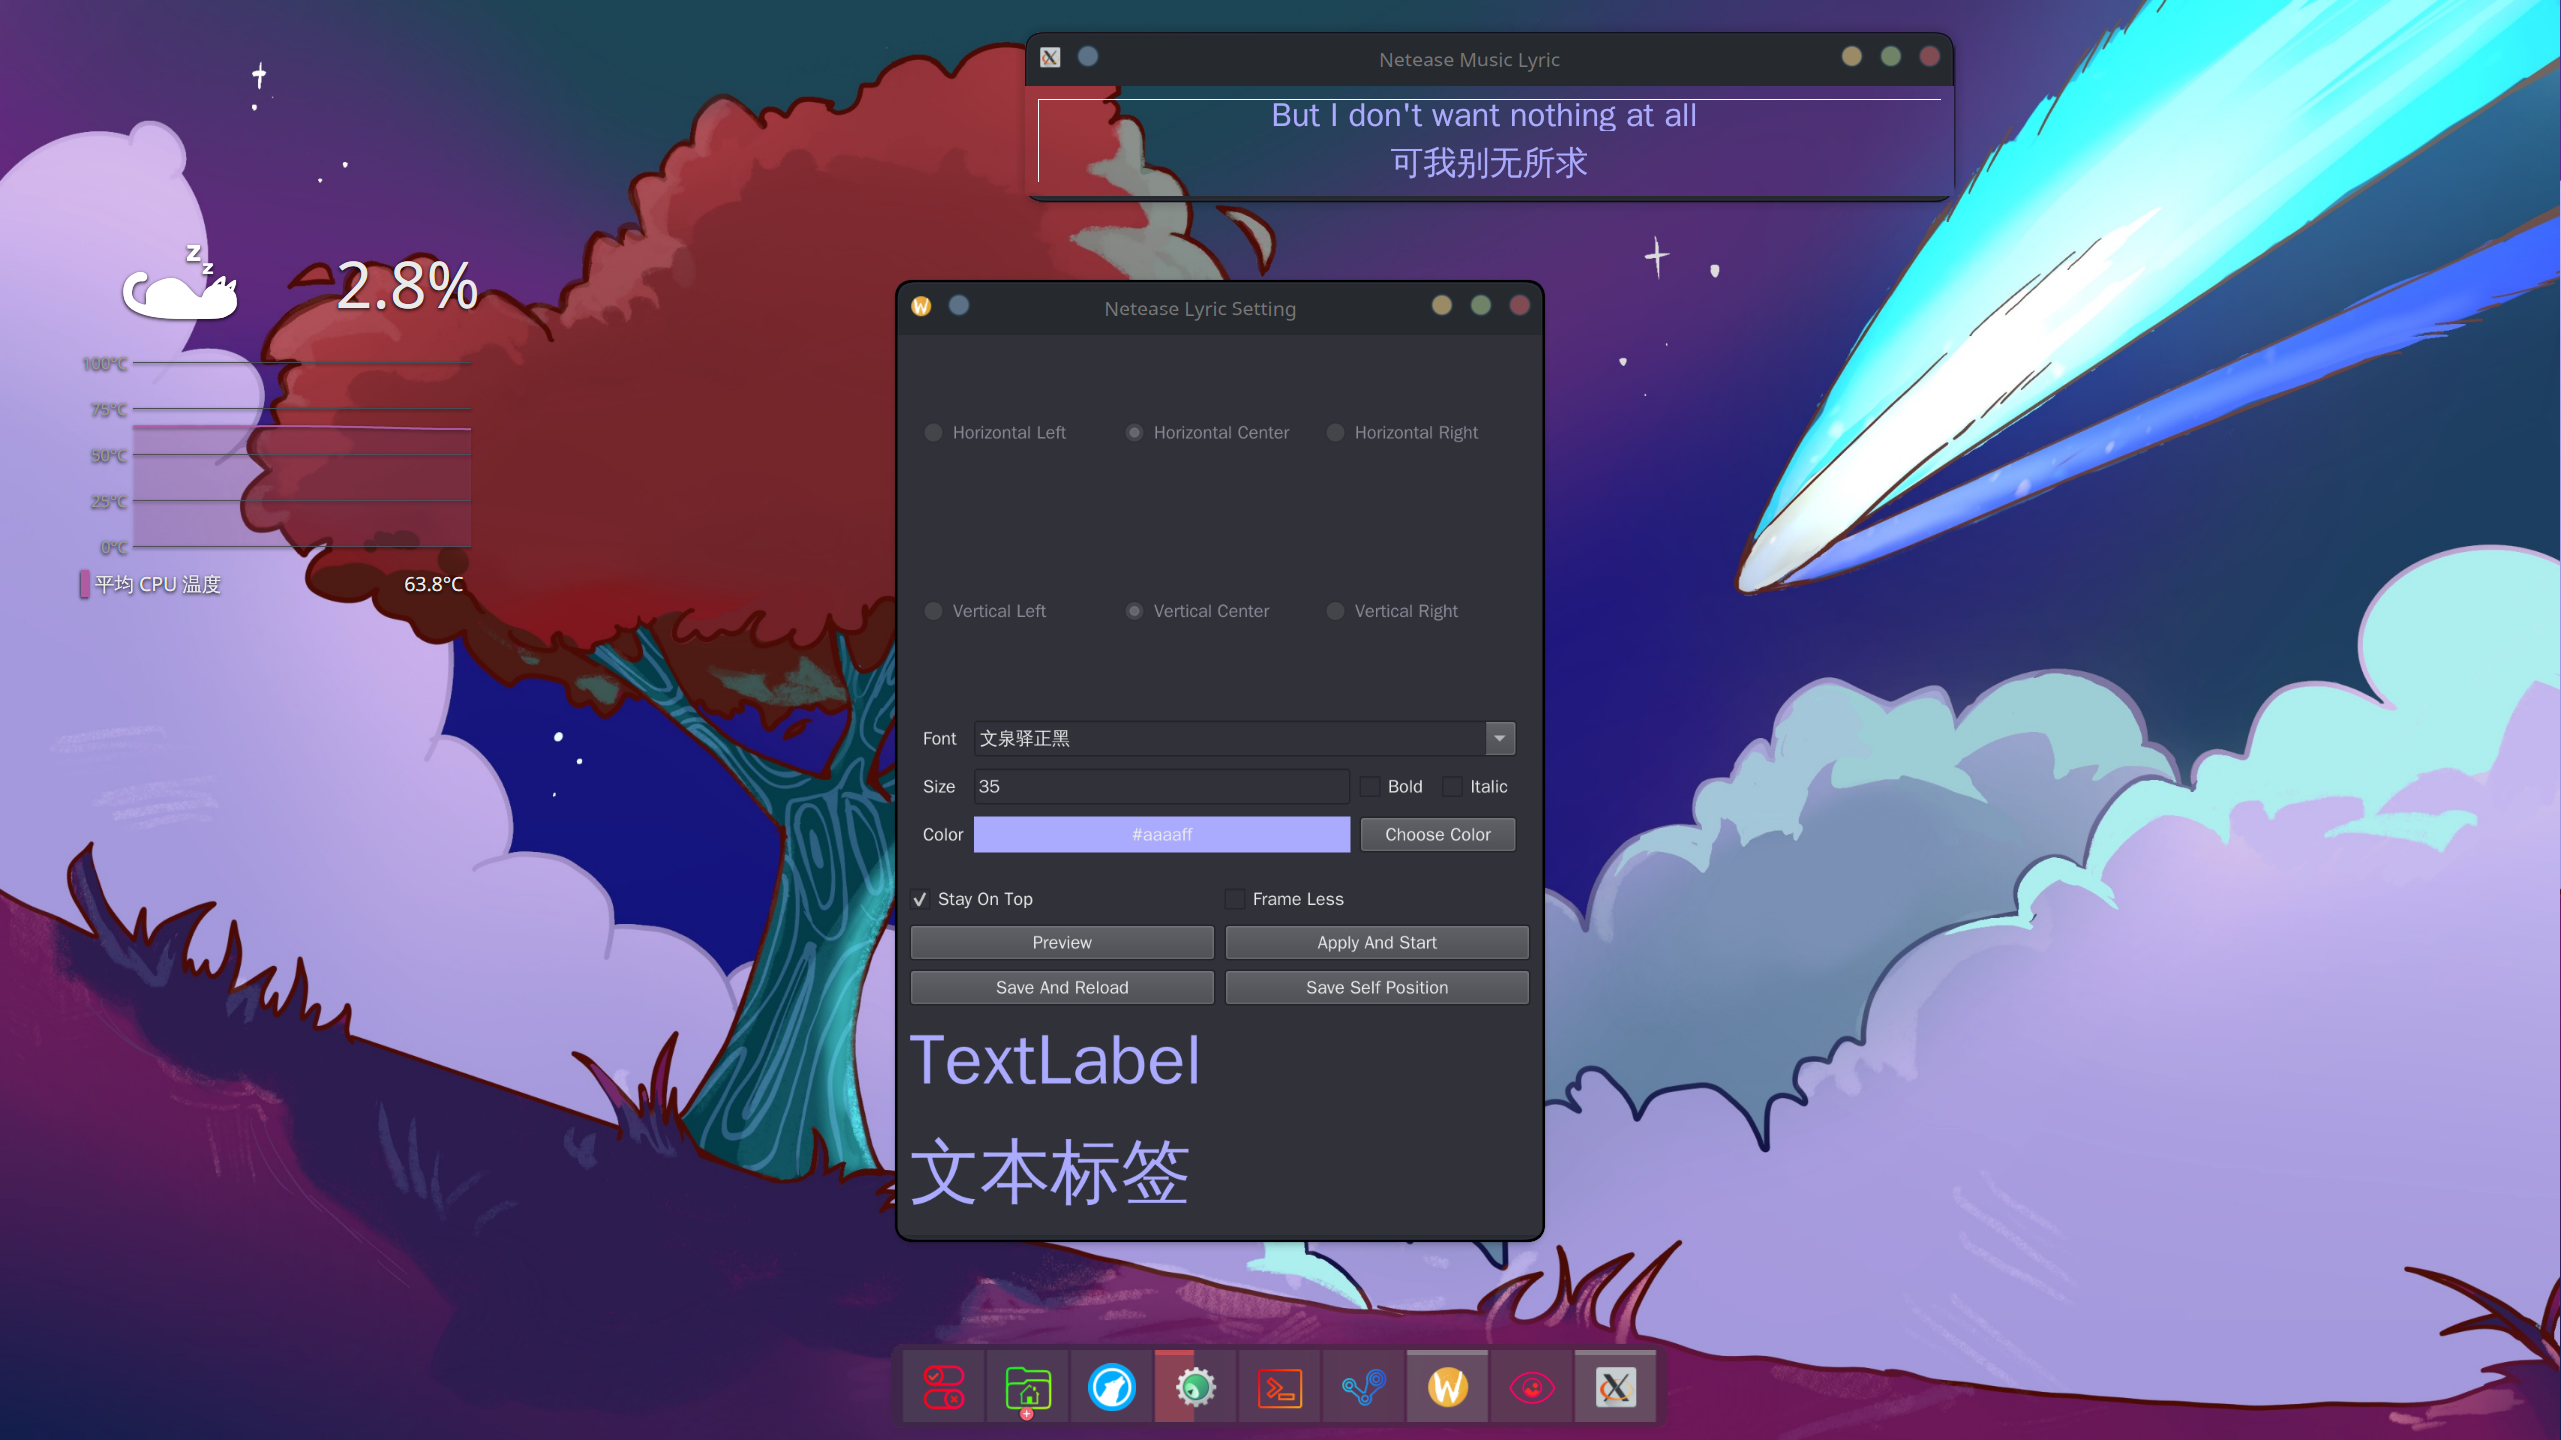 Netease Music Lyric
But I don't want nothing at all
可我别无所求
z
z
2.8%
100°C
75°C
50°C
25°C
0°C
平均 CPU 温度 63.8°C
Netease Lyric Setting
Horizontal Left Horizontal Center Horizontal Right
Vertical Left Vertical Center Vertical Right
Font 文泉驿正黑
Size 35 Bold Italic
Color #aaaaff Choose Color
Stay On Top Frame Less
Preview Apply And Start
Save And Reload Save Self Position
TextLabel
文本标签